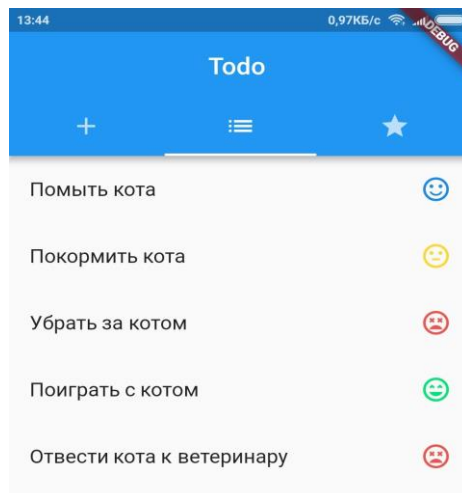 13:44 0,97КБ/с
DEBUG
Todo
Помыть кота
Покормить кота
Убрать за котом
Поиграть с котом
Отвести кота к ветеринару